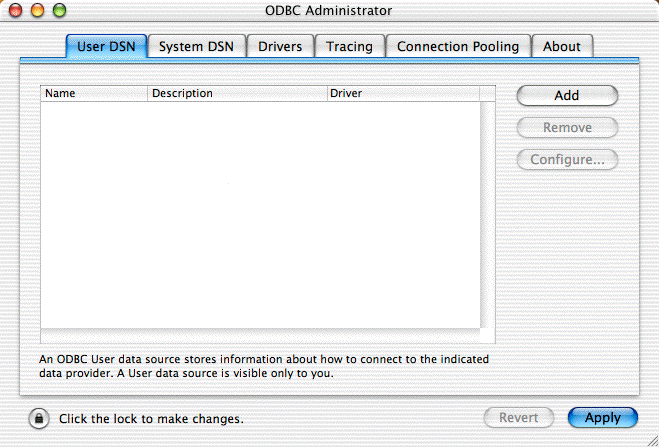 ODBC Administrator
User DSN System DSN Drivers Tracing Connection Pooling About
Name Description Driver
Add
Remove
Configure...
An ODBC User data source stores information about how to connect to the indicated
data provider. A User data source is visible only to you.
Click the lock to make changes.
Revert Apply